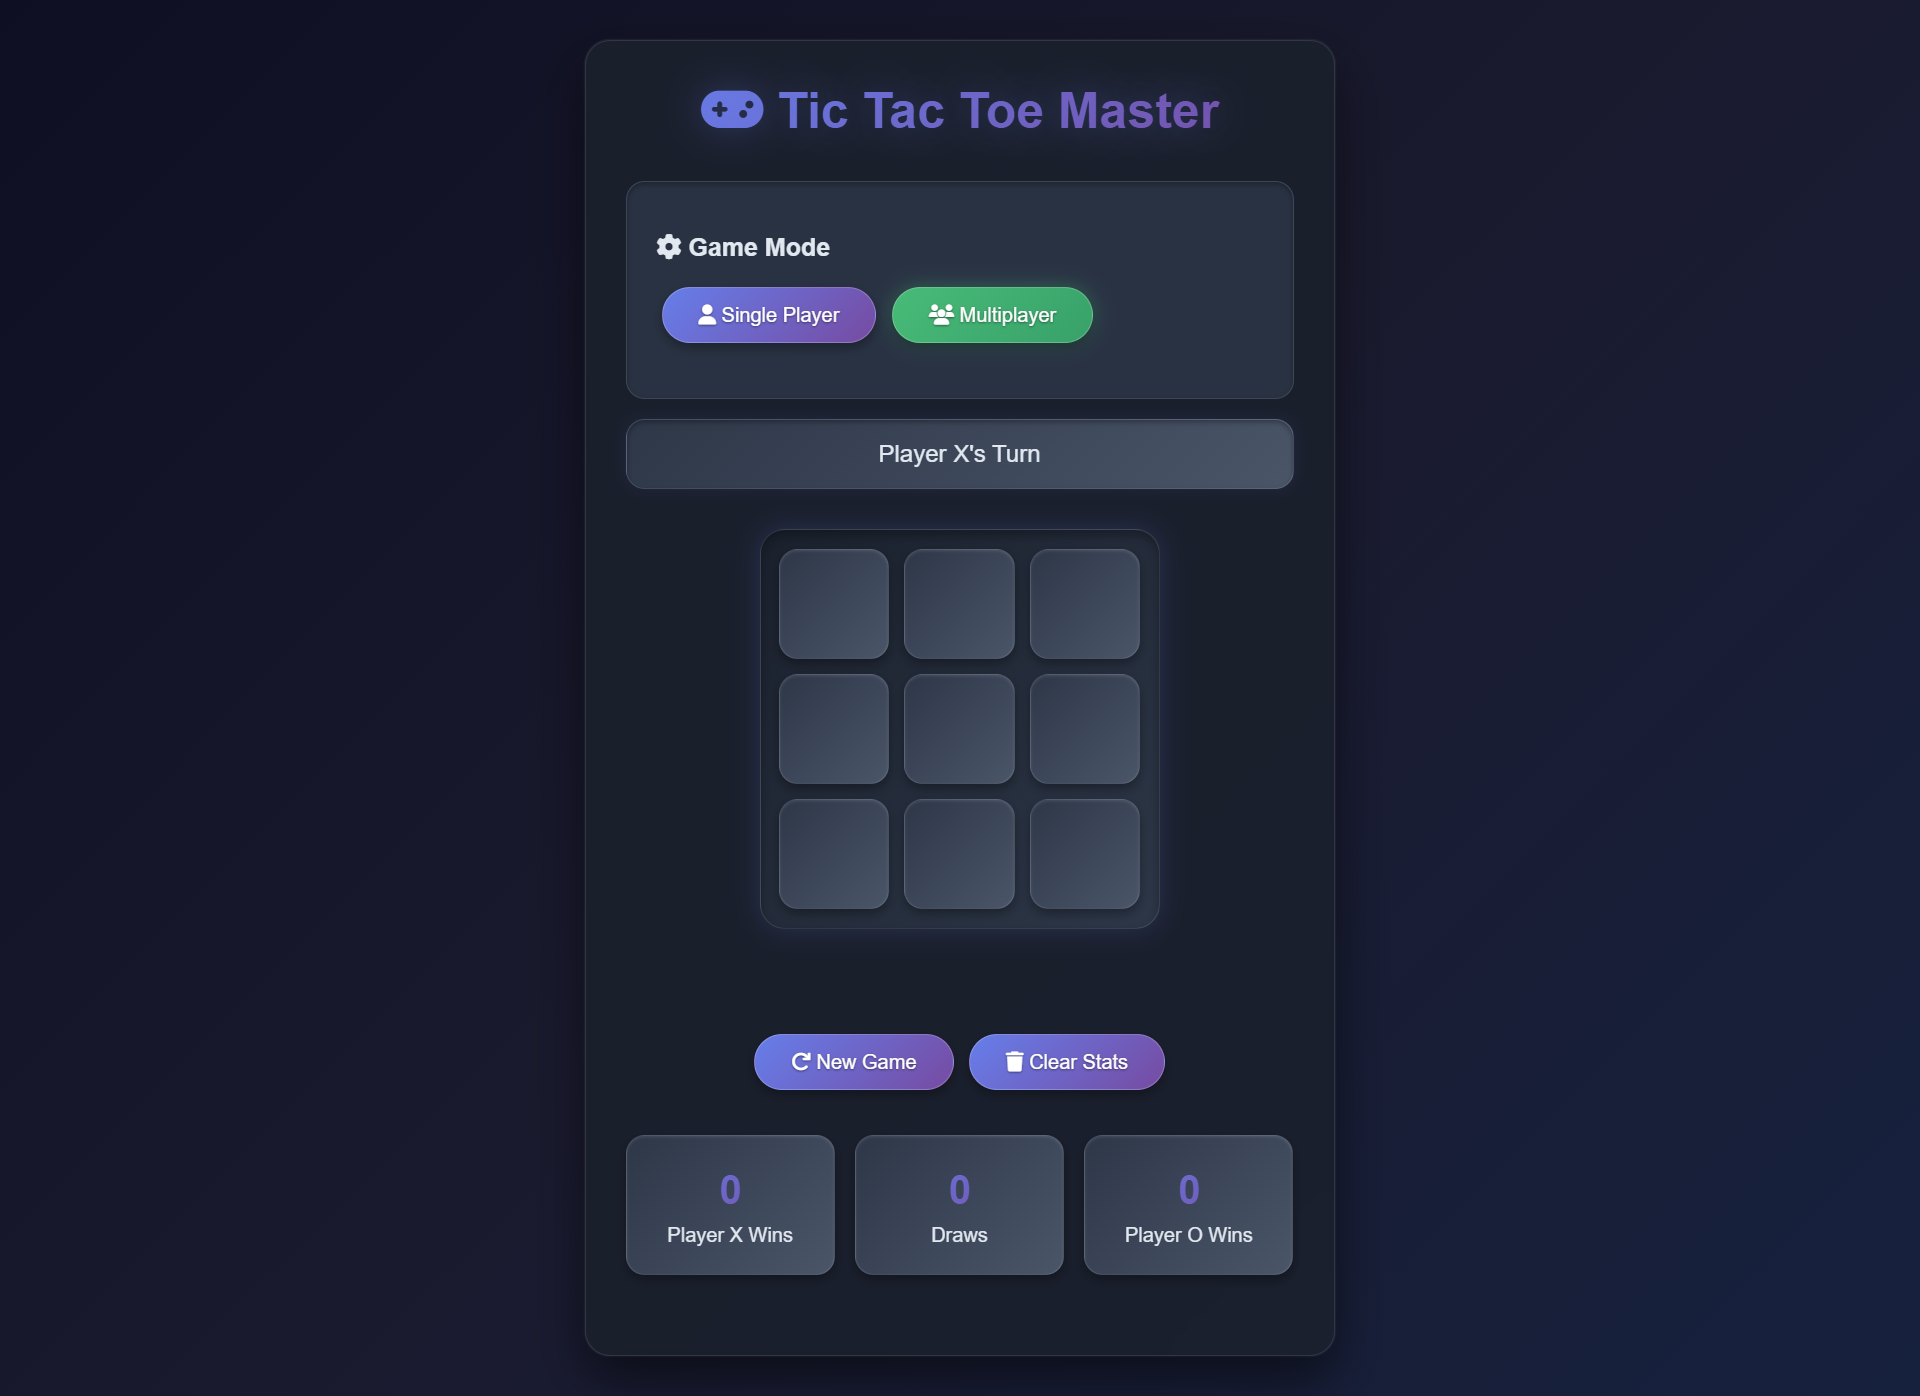 Tic Tac Toe Master
Game Mode
Single Player
Multiplayer
Player X's Turn
New Game
Clear Stats
0
Player X Wins
0
Draws
0
Player O Wins